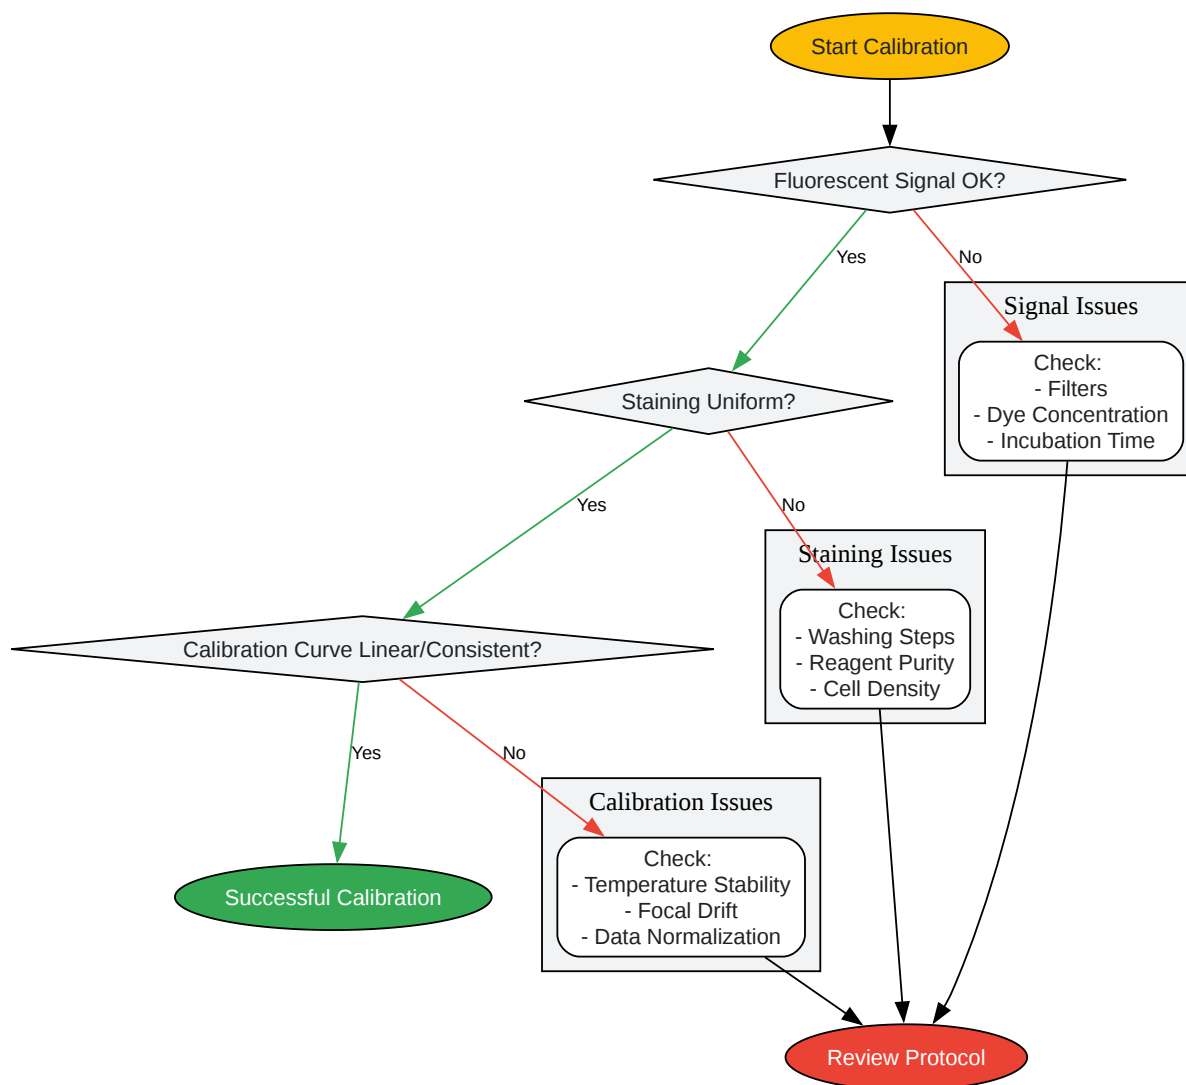 Start Calibration
Fluorescent Signal OK?
Yes
No
Signal Issues
Check:
- Filters
- Dye Concentration
- Incubation Time
Staining Uniform?
Yes
No
Staining Issues
Check:
- Washing Steps
- Reagent Purity
- Cell Density
Calibration Curve Linear/Consistent?
Yes
No
Calibration Issues
Check:
- Temperature Stability
- Focal Drift
- Data Normalization
Successful Calibration
Review Protocol